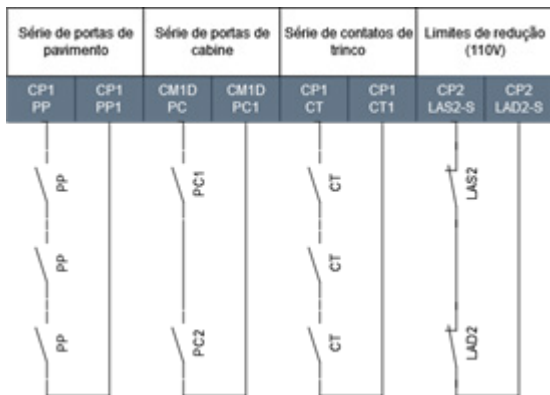 Série de portas de
pavimento
Série de portas de
cabine
Série de contatos de
trinco
Limites de redução
(110V)
CP1
PP
CP1
PP1
CM1D
PC
CM1D
PC1
CP1
CT
CP1
CT1
CP2
LAS2-S
CP2
LAD2-S
PP
PC1
CT
LAS2
PP
CT
PP
PC2
CT
LAD2